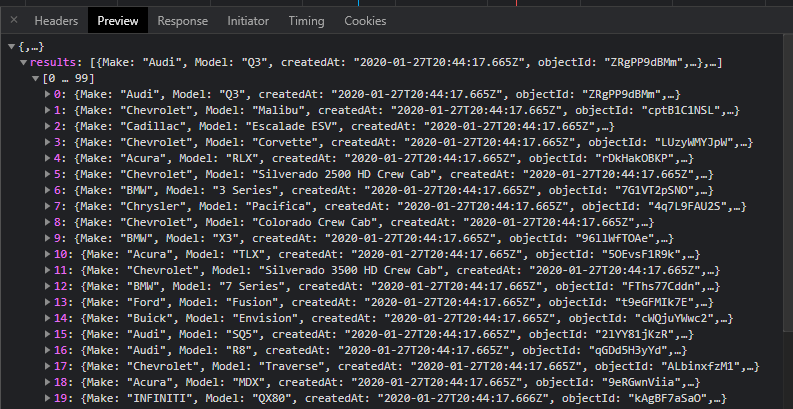 × Headers Preview Response Initiator Timing Cookies
▼{,…}
▼results: [{Make: "Audi", Model: "Q3", createdAt: "2020-01-27T20:44:17.665Z", objectId: "ZRgPP9dBMm",…},…]
▼[0 … 99]
▶0: {Make: "Audi", Model: "Q3", createdAt: "2020-01-27T20:44:17.665Z", objectId: "ZRgPP9dBMm",…}
▶1: {Make: "Chevrolet", Model: "Malibu", createdAt: "2020-01-27T20:44:17.665Z", objectId: "cptB1C1NSL",…}
▶2: {Make: "Cadillac", Model: "Escalade ESV", createdAt: "2020-01-27T20:44:17.665Z",…}
▶3: {Make: "Chevrolet", Model: "Corvette", createdAt: "2020-01-27T20:44:17.665Z", objectId: "LUzyWMYJpW",…}
▶4: {Make: "Acura", Model: "RLX", createdAt: "2020-01-27T20:44:17.665Z", objectId: "rDkHakOBKP",…}
▶5: {Make: "Chevrolet", Model: "Silverado 2500 HD Crew Cab", createdAt: "2020-01-27T20:44:17.665Z",…}
▶6: {Make: "BMW", Model: "3 Series", createdAt: "2020-01-27T20:44:17.665Z", objectId: "7G1VT2pSNO",…}
▶7: {Make: "Chrysler", Model: "Pacifica", createdAt: "2020-01-27T20:44:17.665Z", objectId: "4q7L9FAU2S",…}
▶8: {Make: "Chevrolet", Model: "Colorado Crew Cab", createdAt: "2020-01-27T20:44:17.665Z",…}
▶9: {Make: "BMW", Model: "X3", createdAt: "2020-01-27T20:44:17.665Z", objectId: "96llWfTOAe",…}
▶10: {Make: "Acura", Model: "TLX", createdAt: "2020-01-27T20:44:17.665Z", objectId: "5OEvsF1R9k",…}
▶11: {Make: "Chevrolet", Model: "Silverado 3500 HD Crew Cab", createdAt: "2020-01-27T20:44:17.665Z",…}
▶12: {Make: "BMW", Model: "7 Series", createdAt: "2020-01-27T20:44:17.665Z", objectId: "FThs77Cddn",…}
▶13: {Make: "Ford", Model: "Fusion", createdAt: "2020-01-27T20:44:17.665Z", objectId: "t9eGFMIk7E",…}
▶14: {Make: "Buick", Model: "Envision", createdAt: "2020-01-27T20:44:17.665Z", objectId: "cWQjuYWwc2",…}
▶15: {Make: "Audi", Model: "SQ5", createdAt: "2020-01-27T20:44:17.665Z", objectId: "2lYY81jKzR",…}
▶16: {Make: "Audi", Model: "R8", createdAt: "2020-01-27T20:44:17.665Z", objectId: "qGDd5H3yYd",…}
▶17: {Make: "Chevrolet", Model: "Traverse", createdAt: "2020-01-27T20:44:17.665Z", objectId: "ALbinxfzM1",…}
▶18: {Make: "Acura", Model: "MDX", createdAt: "2020-01-27T20:44:17.665Z", objectId: "9eRGwnViia",…}
▶19: {Make: "INFINITI", Model: "QX80", createdAt: "2020-01-27T20:44:17.666Z", objectId: "kAgBF7aSaO",…}